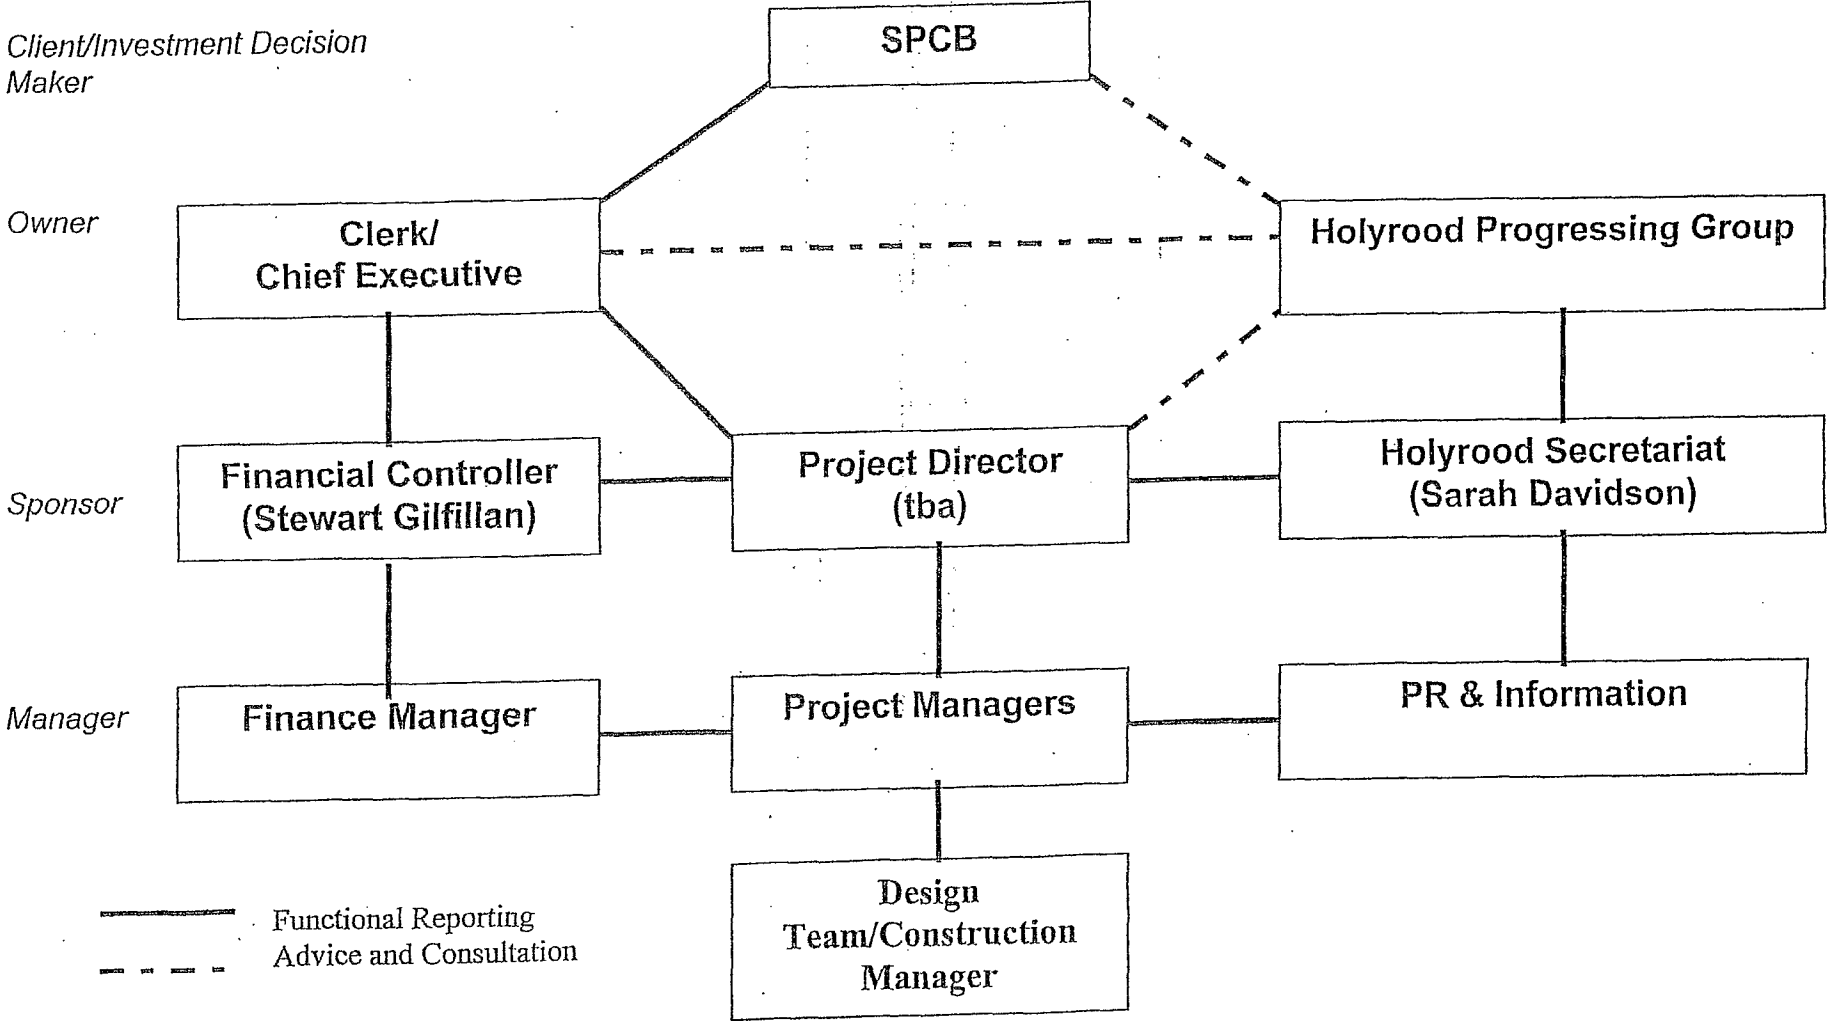 Client/Investment Decision
Maker
SPCB
Owner
Clerk/
Chief Executive
Holyrood Progressing Group
Sponsor
Financial Controller
(Stewart Gilfillan)
Project Director
(tba)
Holyrood Secretariat
(Sarah Davidson)
Manager
Finance Manager
Project Managers
PR & Information
Design
Team/Construction
Manager
Functional Reporting
Advice and Consultation